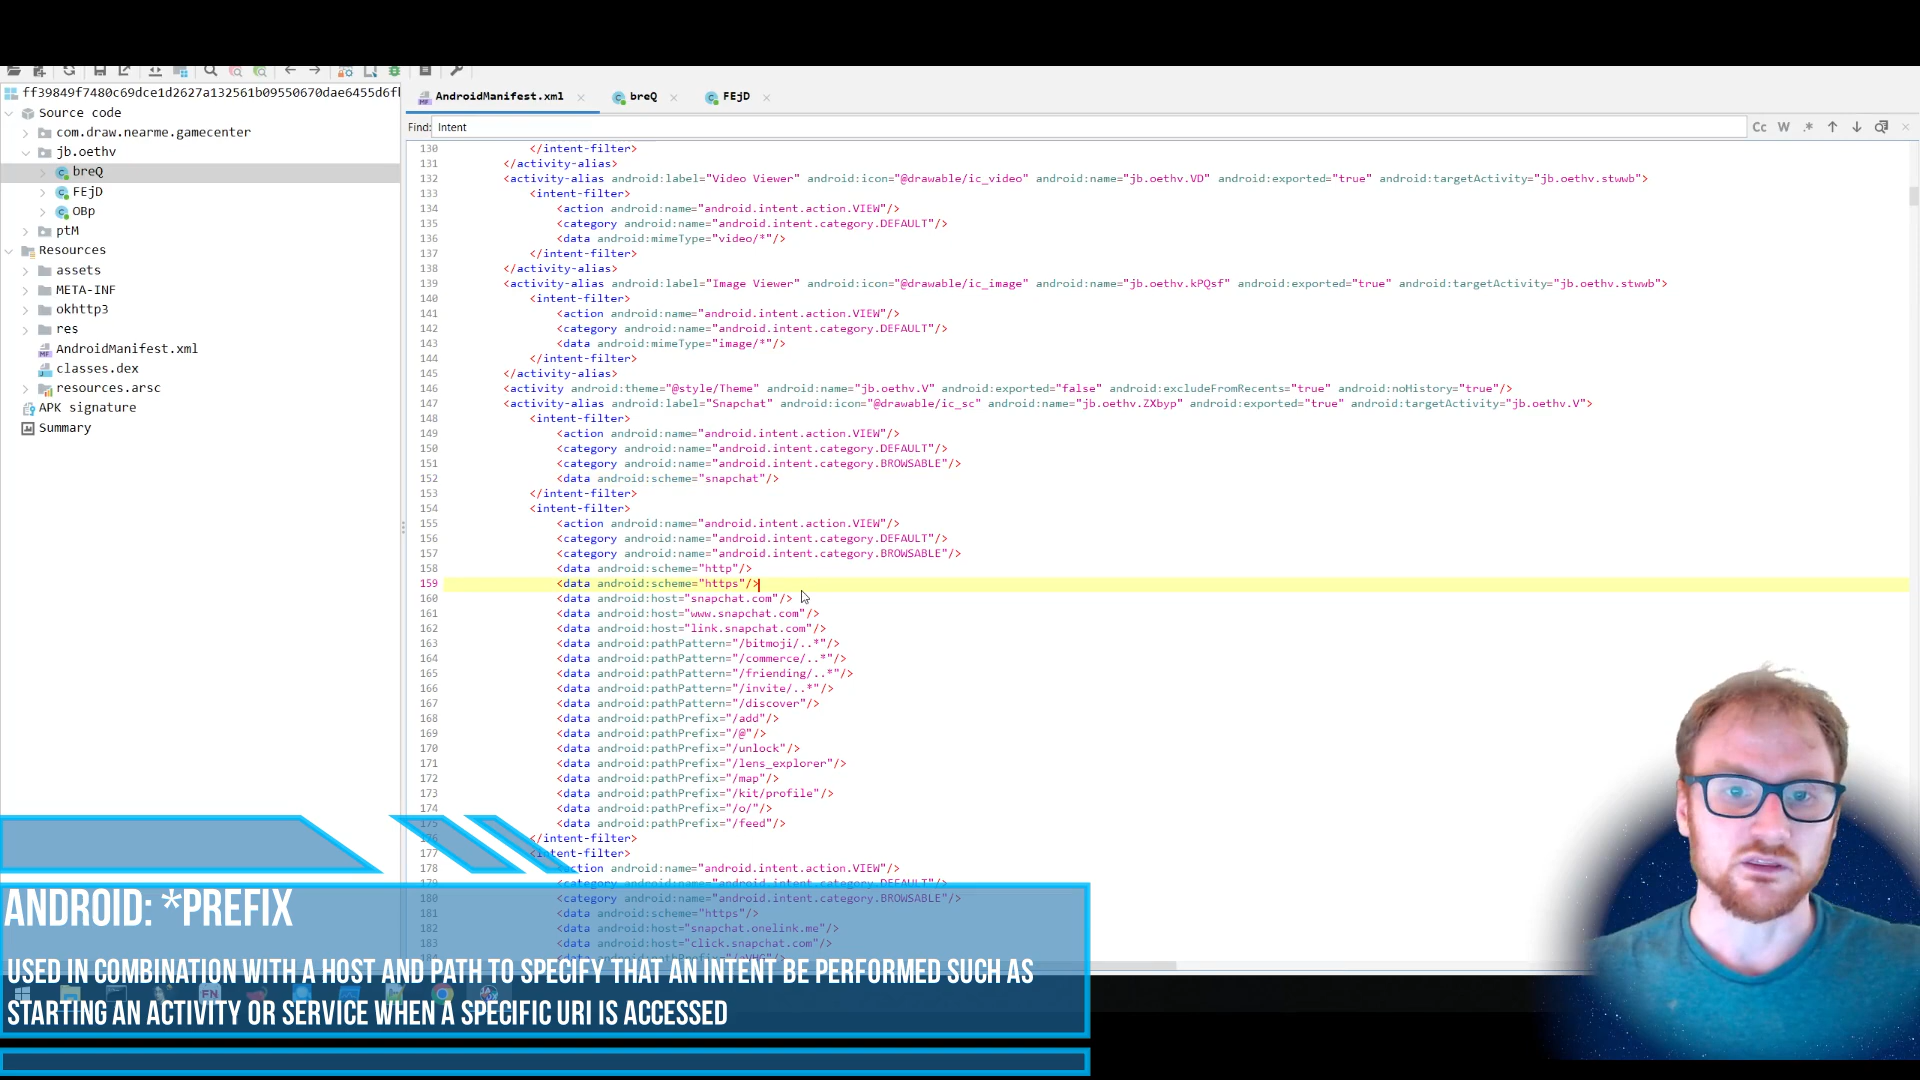 ff39849f7480c69dce1d2627a132561b09550670dae6455d6fl
Source code
com.draw.nearme.gamecenter
jb.oethv
breQ
FEjD
OBp
ptM
Resources
assets
META-INF
okhttp3
res
AndroidManifest.xml
classes.dex
resources.arsc
APK signature
Summary
AndroidManifest.xml
breQ
FEjD
Find: Intent
Cc W .*
130 </intent-filter>
131 </activity-alias>
132 <activity-alias android:label="Video Viewer" android:icon="@drawable/ic_video" android:name="jb.oethv.VD" android:exported="true" android:targetActivity="jb.oethv.stwwb">
133 <intent-filter>
134 <action android:name="android.intent.action.VIEW"/>
135 <category android:name="android.intent.category.DEFAULT"/>
136 <data android:mimeType="video/*"/>
137 </intent-filter>
138 </activity-alias>
139 <activity-alias android:label="Image Viewer" android:icon="@drawable/ic_image" android:name="jb.oethv.kPQsf" android:exported="true" android:targetActivity="jb.oethv.stwwb">
140 <intent-filter>
141 <action android:name="android.intent.action.VIEW"/>
142 <category android:name="android.intent.category.DEFAULT"/>
143 <data android:mimeType="image/*"/>
144 </intent-filter>
145 </activity-alias>
146 <activity android:theme="@style/Theme" android:name="jb.oethv.V" android:exported="false" android:excludeFromRecents="true" android:noHistory="true"/>
147 <activity-alias android:label="Snapchat" android:icon="@drawable/ic_sc" android:name="jb.oethv.ZXbyp" android:exported="true" android:targetActivity="jb.oethv.V">
148 <intent-filter>
149 <action android:name="android.intent.action.VIEW"/>
150 <category android:name="android.intent.category.DEFAULT"/>
151 <category android:name="android.intent.category.BROWSABLE"/>
152 <data android:scheme="snapchat"/>
153 </intent-filter>
154 <intent-filter>
155 <action android:name="android.intent.action.VIEW"/>
156 <category android:name="android.intent.category.DEFAULT"/>
157 <category android:name="android.intent.category.BROWSABLE"/>
158 <data android:scheme="http"/>
159 <data android:scheme="https"/>
160 <data android:host="snapchat.com"/>
161 <data android:host="www.snapchat.com"/>
162 <data android:host="link.snapchat.com"/>
163 <data android:pathPattern="/bitmoji/..*"/>
164 <data android:pathPattern="/commerce/..*"/>
165 <data android:pathPattern="/friending/..*"/>
166 <data android:pathPattern="/invite/..*"/>
167 <data android:pathPattern="/discover"/>
168 <data android:pathPrefix="/add"/>
169 <data android:pathPrefix="/@"/>
170 <data android:pathPrefix="/unlock"/>
171 <data android:pathPrefix="/lens_explorer"/>
172 <data android:pathPrefix="/map"/>
173 <data android:pathPrefix="/kit/profile"/>
174 <data android:pathPrefix="/o/"/>
175 <data android:pathPrefix="/feed"/>
176 </intent-filter>
177 <intent-filter>
178 <action android:name="android.intent.action.VIEW"/>
179 <category android:name="android.intent.category.DEFAULT"/>
180 <category android:name="android.intent.category.BROWSABLE"/>
181 <data android:scheme="https"/>
182 <data android:host="snapchat.onelink.me"/>
183 <data android:host="click.snapchat.com"/>
ANDROID: *PREFIX
USED IN COMBINATION WITH A HOST AND PATH TO SPECIFY THAT AN INTENT BE PERFORMED SUCH AS
STARTING AN ACTIVITY OR SERVICE WHEN A SPECIFIC URI IS ACCESSED